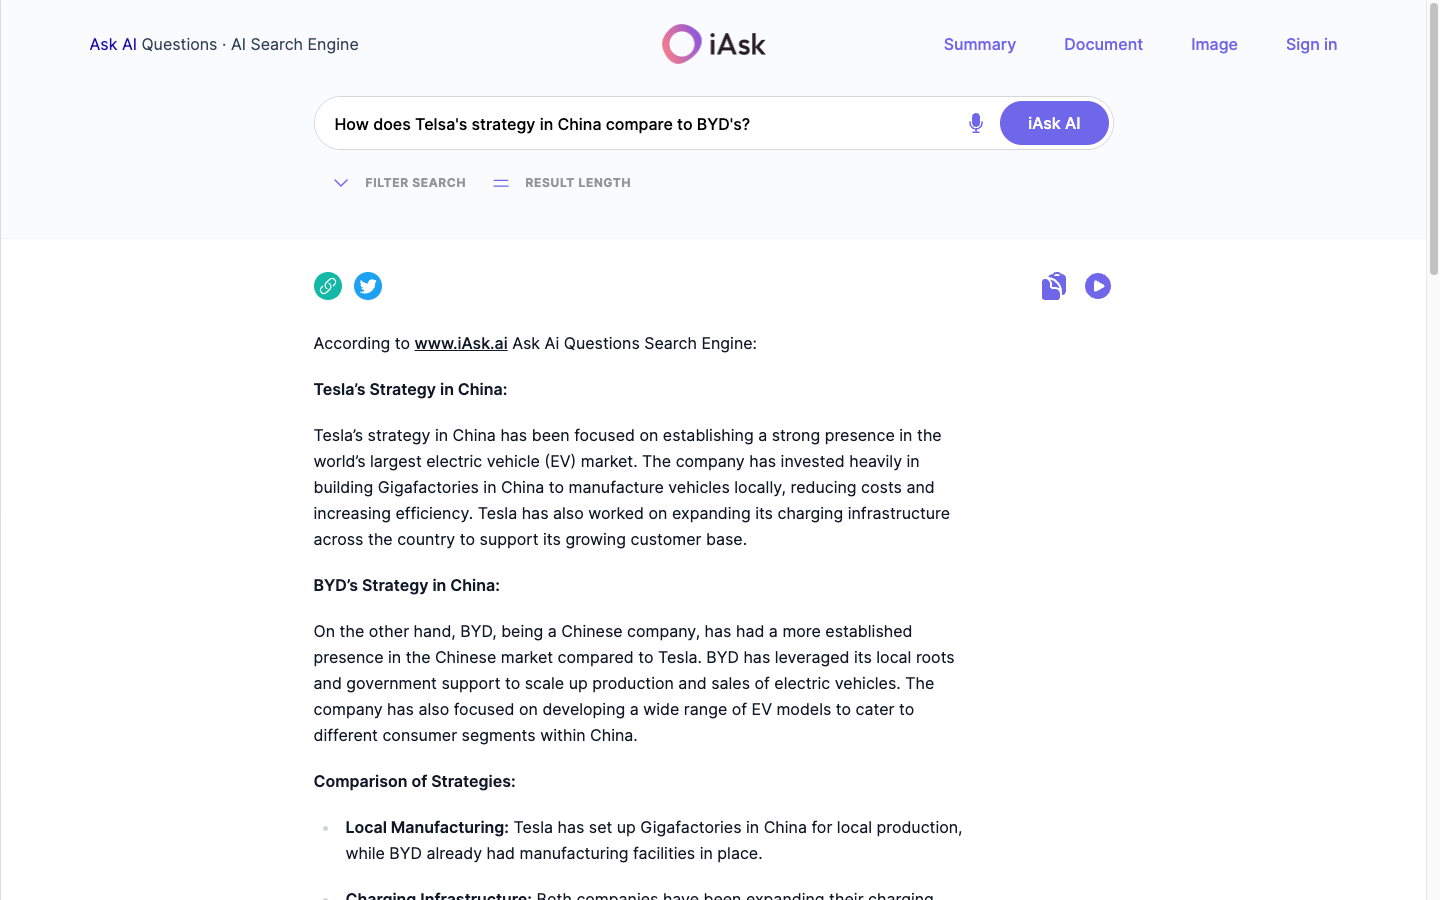 Ask AI Questions · AI Search Engine
iAsk
Summary
Document
Image
Sign in
How does Telsa's strategy in China compare to BYD's?
iAsk AI
FILTER SEARCH
RESULT LENGTH
According to www.iAsk.ai Ask Ai Questions Search Engine:
Tesla’s Strategy in China:
Tesla’s strategy in China has been focused on establishing a strong presence in the
world’s largest electric vehicle (EV) market. The company has invested heavily in
building Gigafactories in China to manufacture vehicles locally, reducing costs and
increasing efficiency. Tesla has also worked on expanding its charging infrastructure
across the country to support its growing customer base.
BYD’s Strategy in China:
On the other hand, BYD, being a Chinese company, has had a more established
presence in the Chinese market compared to Tesla. BYD has leveraged its local roots
and government support to scale up production and sales of electric vehicles. The
company has also focused on developing a wide range of EV models to cater to
different consumer segments within China.
Comparison of Strategies:
Local Manufacturing: Tesla has set up Gigafactories in China for local production,
while BYD already had manufacturing facilities in place.
Charging Infrastructure: Both companies have been expanding their charging